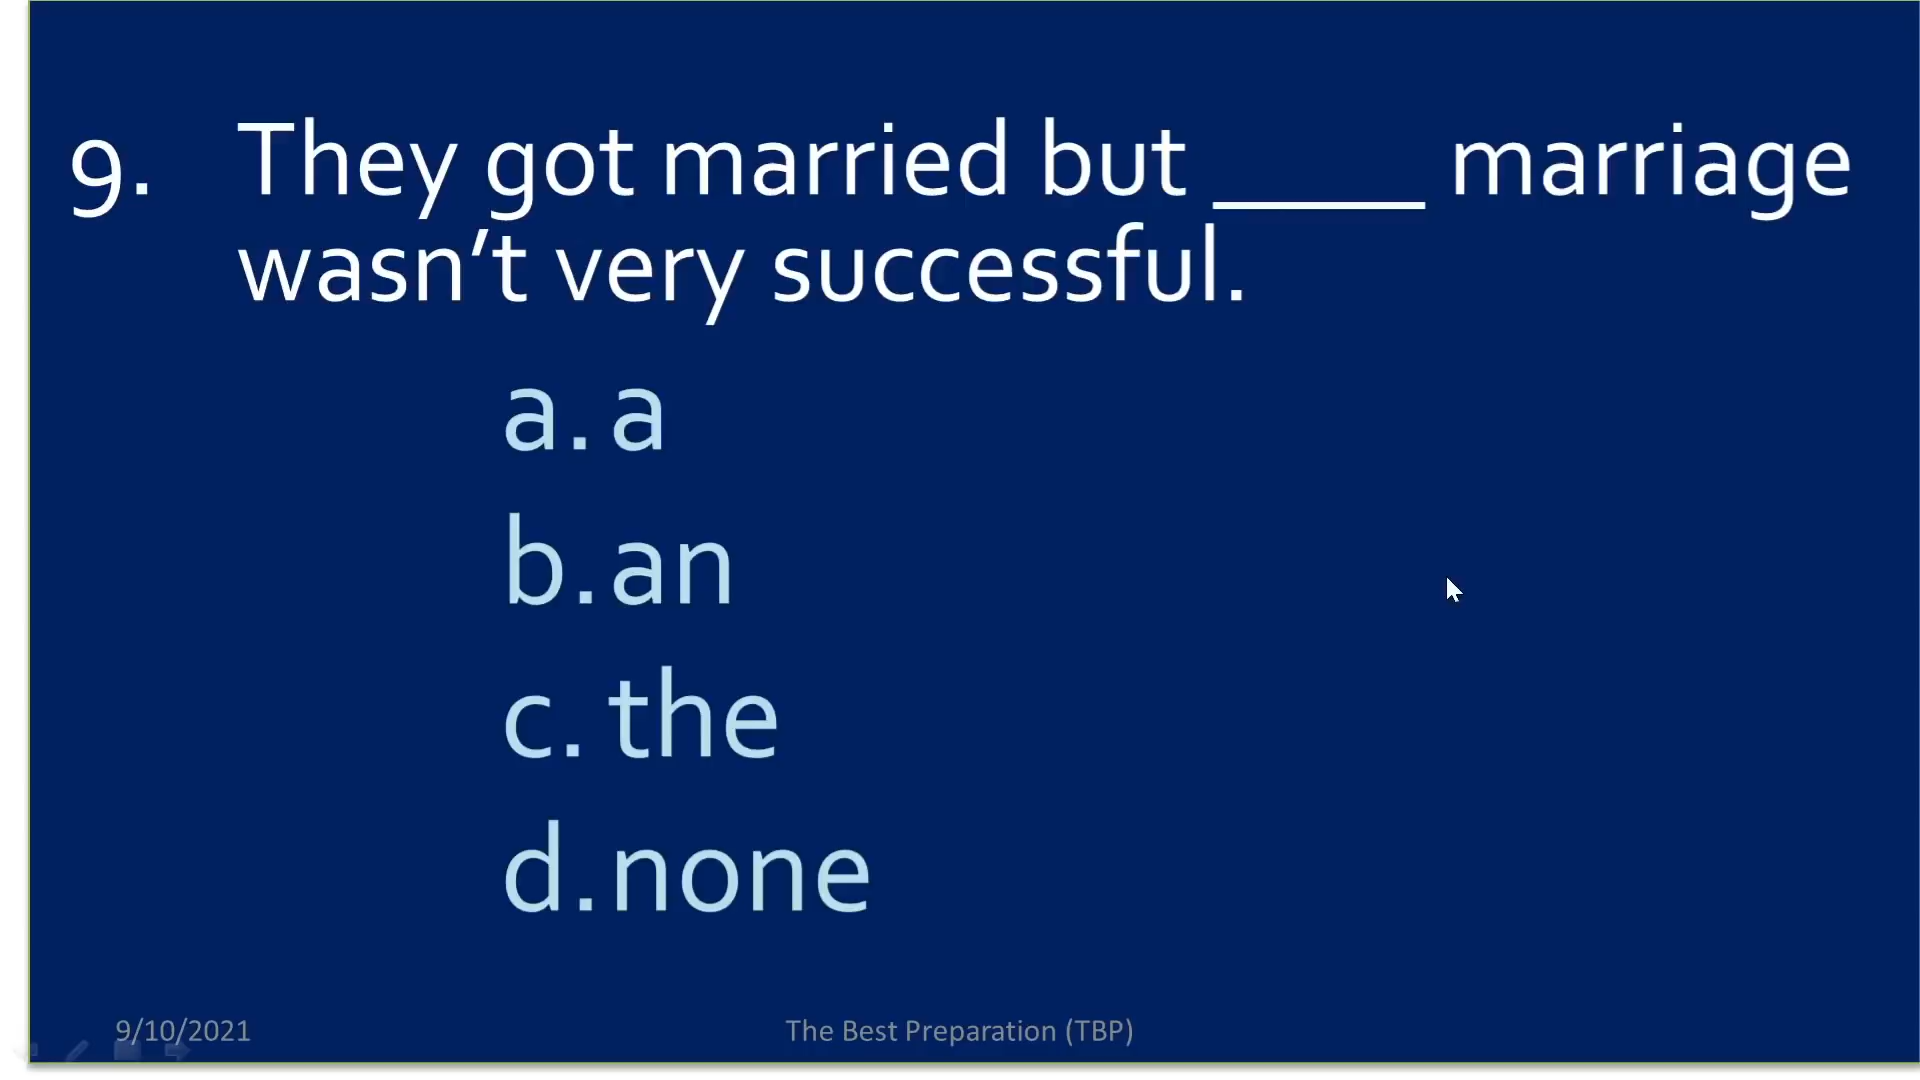 9. They got married but ____ marriage
wasn’t very successful.
a. a
b. an
c. the
d. none
9/10/2021
The Best Preparation (TBP)